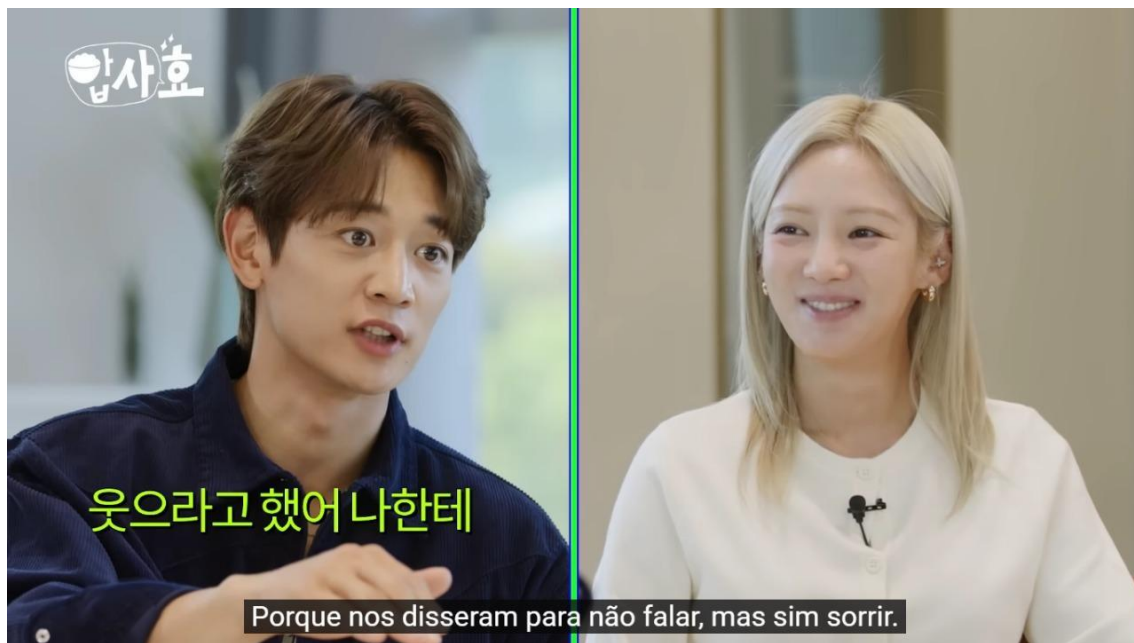 밥사효
웃으라고 했어 나한테
Porque nos disseram para não falar, mas sim sorrir.